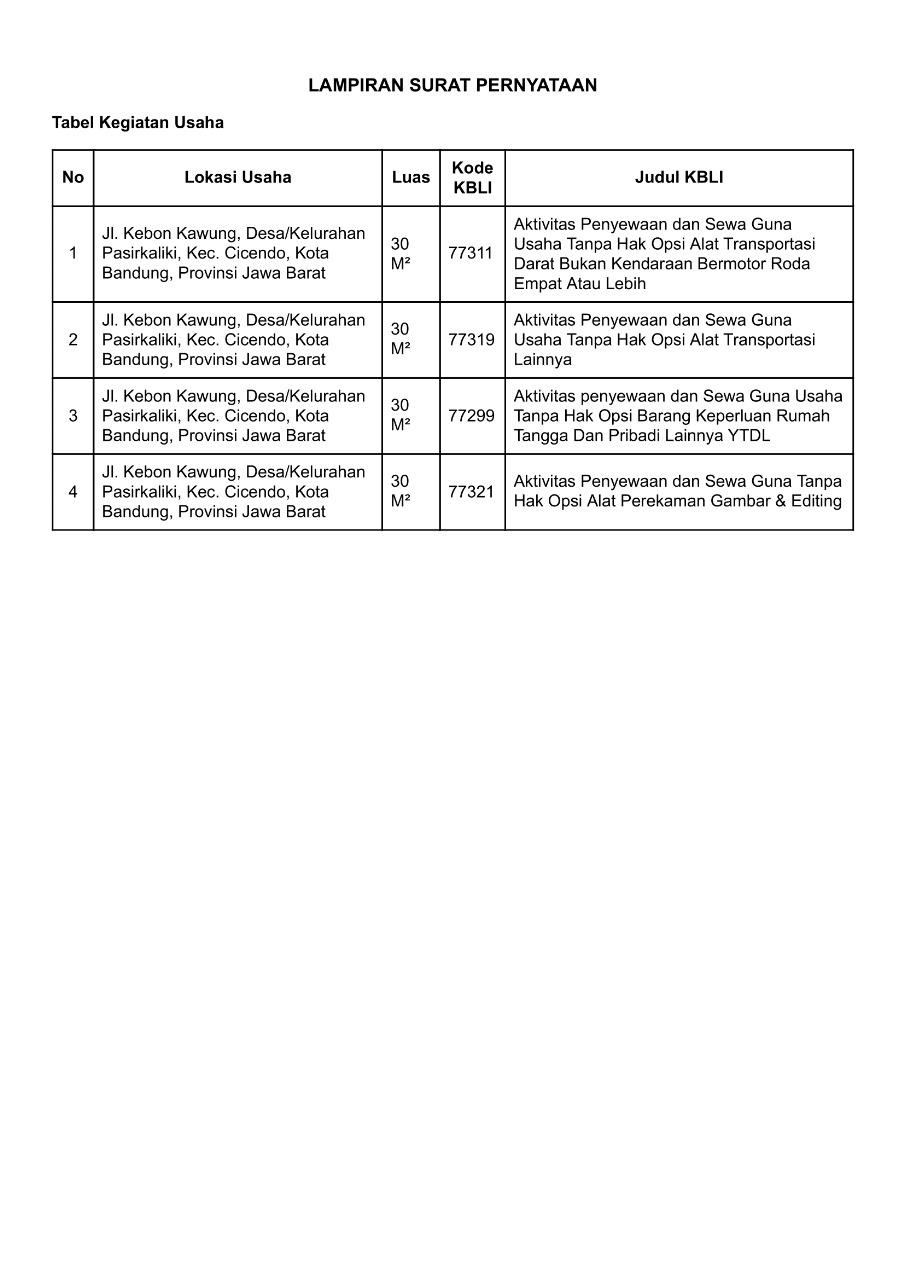 LAMPIRAN SURAT PERNYATAAN
Tabel Kegiatan Usaha
No
Lokasi Usaha
Luas
Kode
KBLI
Judul KBLI
1
Jl. Kebon Kawung, Desa/Kelurahan
Pasirkaliki, Kec. Cicendo, Kota
Bandung, Provinsi Jawa Barat
30
M²
77311
Aktivitas Penyewaan dan Sewa Guna
Usaha Tanpa Hak Opsi Alat Transportasi
Darat Bukan Kendaraan Bermotor Roda
Empat Atau Lebih
2
Jl. Kebon Kawung, Desa/Kelurahan
Pasirkaliki, Kec. Cicendo, Kota
Bandung, Provinsi Jawa Barat
30
M²
77319
Aktivitas Penyewaan dan Sewa Guna
Usaha Tanpa Hak Opsi Alat Transportasi
Lainnya
3
Jl. Kebon Kawung, Desa/Kelurahan
Pasirkaliki, Kec. Cicendo, Kota
Bandung, Provinsi Jawa Barat
30
M²
77299
Aktivitas penyewaan dan Sewa Guna Usaha
Tanpa Hak Opsi Barang Keperluan Rumah
Tangga Dan Pribadi Lainnya YTDL
4
Jl. Kebon Kawung, Desa/Kelurahan
Pasirkaliki, Kec. Cicendo, Kota
Bandung, Provinsi Jawa Barat
30
M²
77321
Aktivitas Penyewaan dan Sewa Guna Tanpa
Hak Opsi Alat Perekaman Gambar & Editing